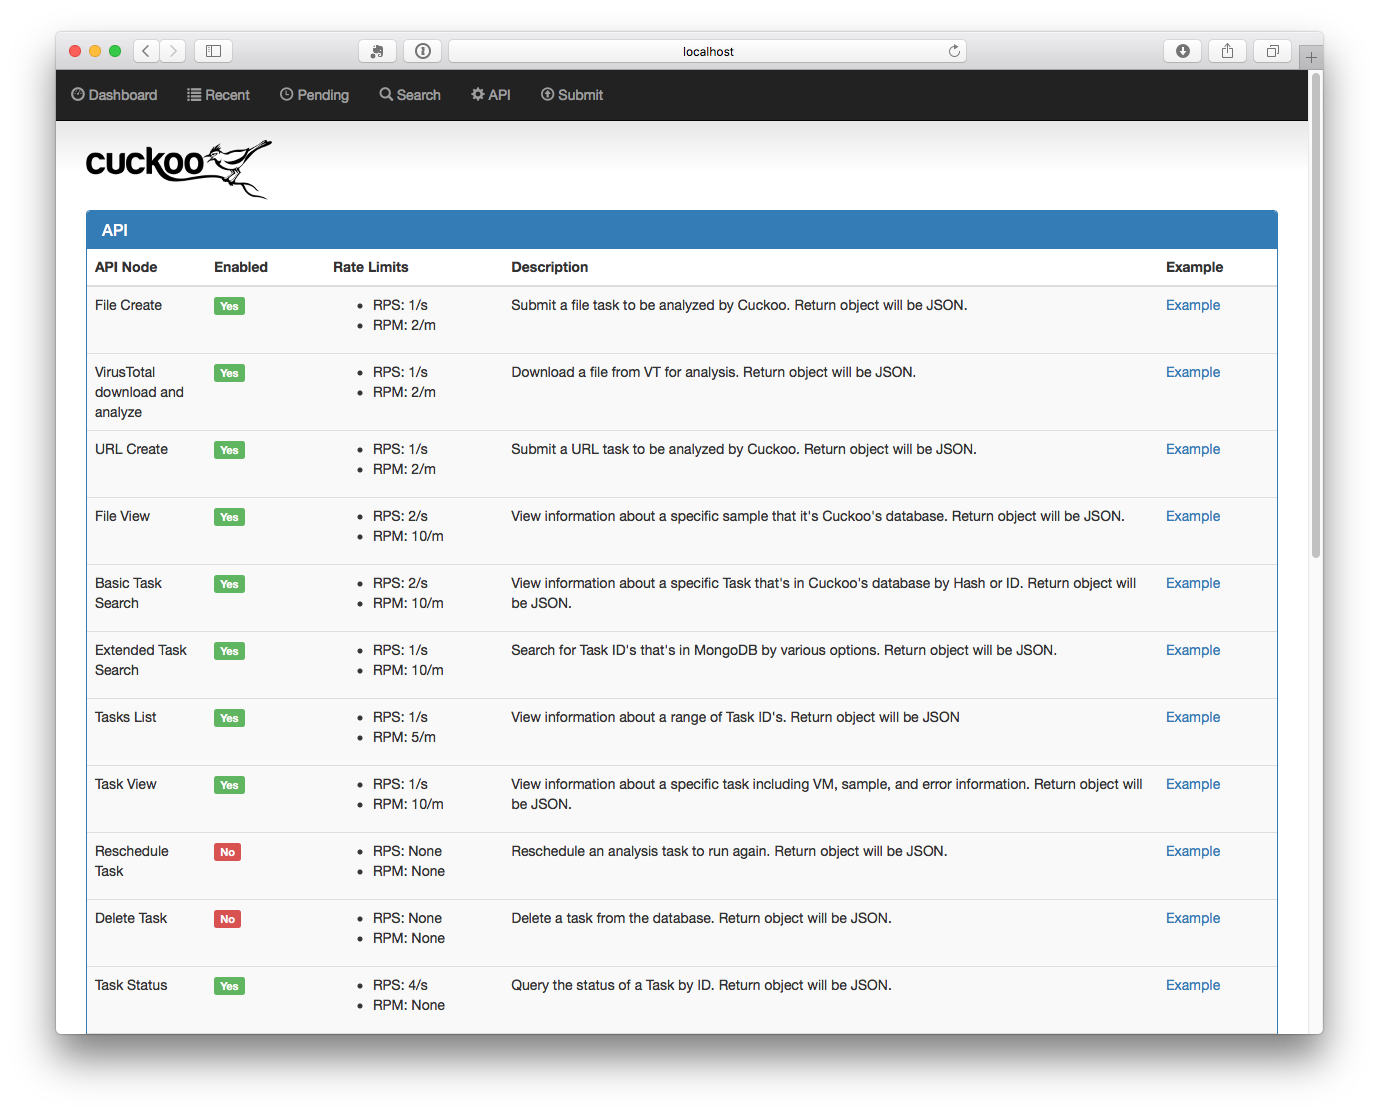 localhost
Dashboard Recent Pending Search API Submit
cuckoo
API
API Node Enabled Rate Limits Description Example
File Create Yes RPS: 1/s Submit a file task to be analyzed by Cuckoo. Return object will be JSON. Example
RPM: 2/m
VirusTotal Yes RPS: 1/s Download a file from VT for analysis. Return object will be JSON. Example
download and RPM: 2/m
analyze
URL Create Yes RPS: 1/s Submit a URL task to be analyzed by Cuckoo. Return object will be JSON. Example
RPM: 2/m
File View Yes RPS: 2/s View information about a specific sample that it's Cuckoo's database. Return object will be JSON. Example
RPM: 10/m
Basic Task Yes RPS: 2/s View information about a specific Task that's in Cuckoo's database by Hash or ID. Return object will Example
Search RPM: 10/m be JSON.
Extended Task Yes RPS: 1/s Search for Task ID's that's in MongoDB by various options. Return object will be JSON. Example
Search RPM: 10/m
Tasks List Yes RPS: 1/s View information about a range of Task ID's. Return object will be JSON Example
RPM: 5/m
Task View Yes RPS: 1/s View information about a specific task including VM, sample, and error information. Return object will Example
RPM: 10/m be JSON.
Reschedule No RPS: None Reschedule an analysis task to run again. Return object will be JSON. Example
Task RPM: None
Delete Task No RPS: None Delete a task from the database. Return object will be JSON. Example
RPM: None
Task Status Yes RPS: 4/s Query the status of a Task by ID. Return object will be JSON. Example
RPM: None